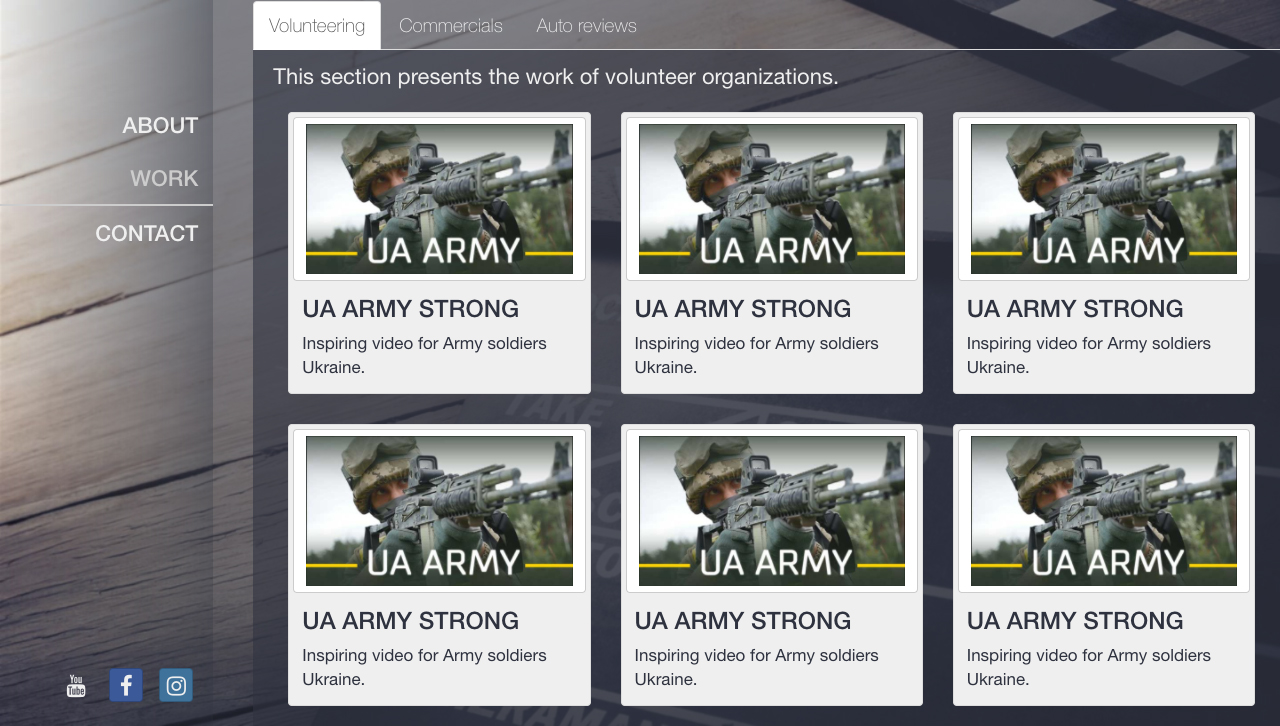 Volunteering Commercials Auto reviews
This section presents the work of volunteer organizations.
ABOUT
WORK
CONTACT
UA ARMY
UA ARMY
UA ARMY
UA ARMY STRONG
UA ARMY STRONG
UA ARMY STRONG
Inspiring video for Army soldiers
Ukraine.
Inspiring video for Army soldiers
Ukraine.
Inspiring video for Army soldiers
Ukraine.
TAKE
UA ARMY
UA ARMY
UA ARMY
UA ARMY STRONG
UA ARMY STRONG
UA ARMY STRONG
Inspiring video for Army soldiers
Ukraine.
Inspiring video for Army soldiers
Ukraine.
Inspiring video for Army soldiers
Ukraine.
You
Tube